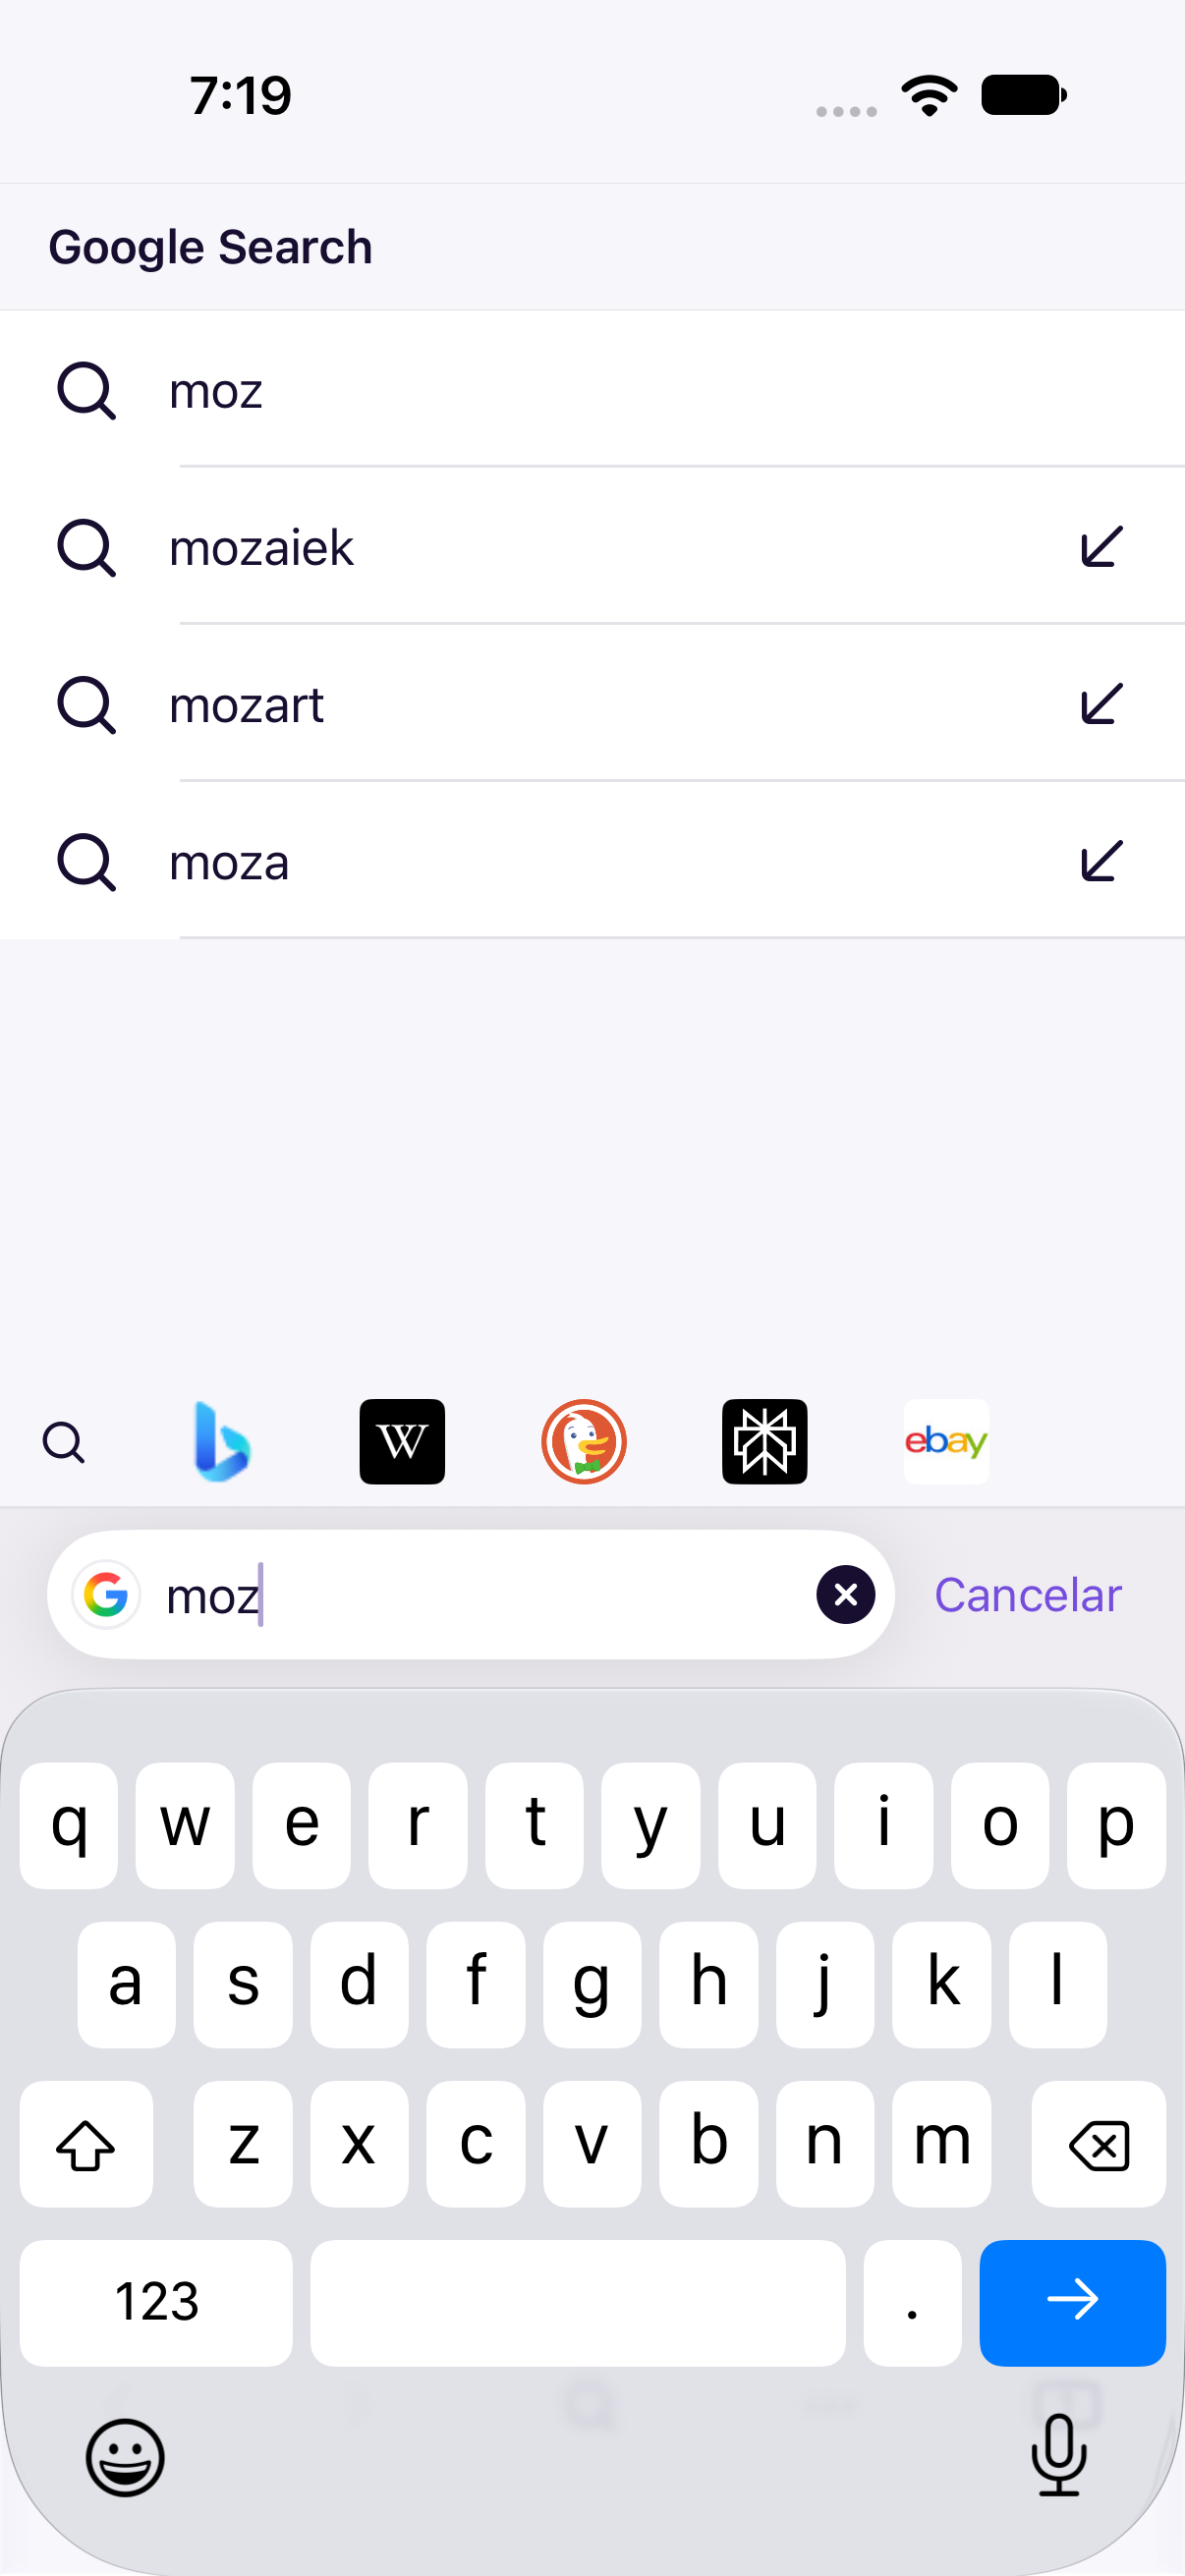 7:19
Google Search
moz
mozaiek
mozart
moza
W
ebay
moz
Cancelar
q w e r t y u i o p
a s d f g h j k l
z x c v b n m
123 .